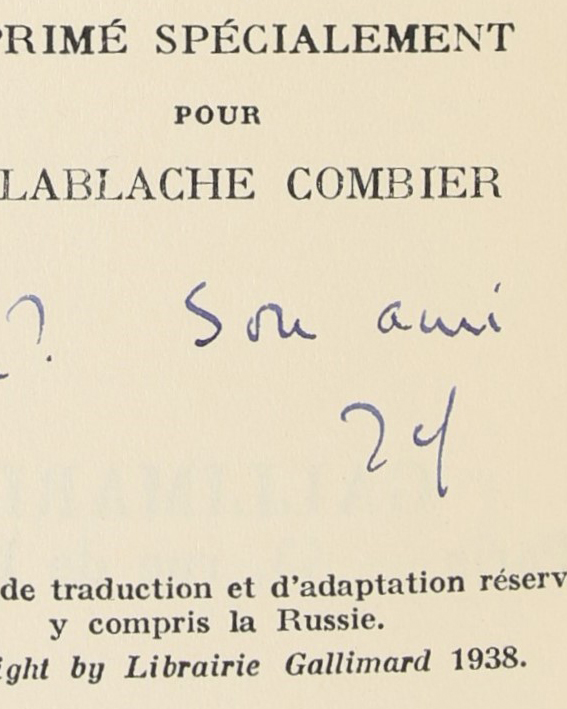 PRIMÉ SPÉCIALEMENT
POUR
LABLACHE COMBIER
? Son ami
de traduction et d'adaptation réserv
y compris la Russie.
ight by Librairie Gallimard 1938.